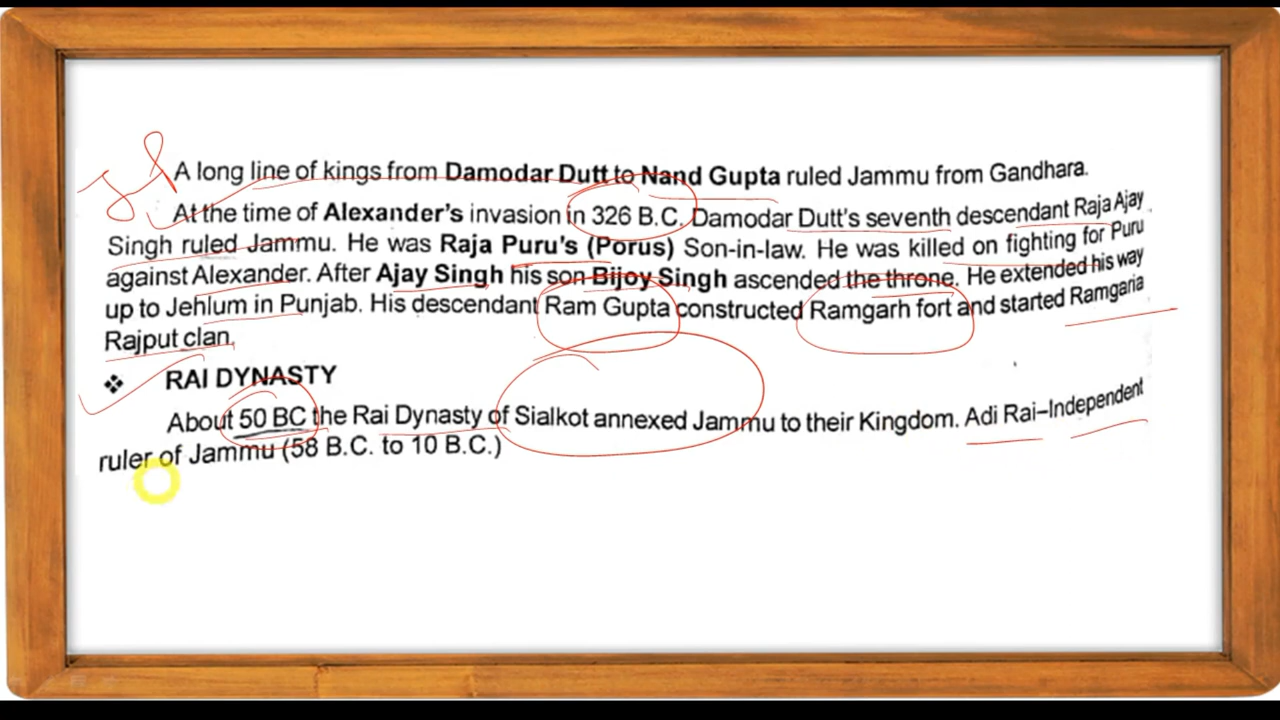 A long line of kings from Damodar Dutt to Nand Gupta ruled Jammu from Gandhara.
At the time of Alexander's invasion in 326 B.C. Damodar Dutt's seventh descendant Raja Ajay
Singh ruled Jammu. He was Raja Puru's (Porus) Son-in-law. He was killed on fighting for Puru
against Alexander. After Ajay Singh his son Bijoy Singh ascended the throne. He extended his way
up to Jehlum in Punjab. His descendant Ram Gupta constructed Ramgarh fort and started Ramgaria
Rajput clan.
❖ RAI DYNASTY
About 50 BC the Rai Dynasty of Sialkot annexed Jammu to their Kingdom. Adi Rai–Independent
ruler of Jammu (58 B.C. to 10 B.C.)